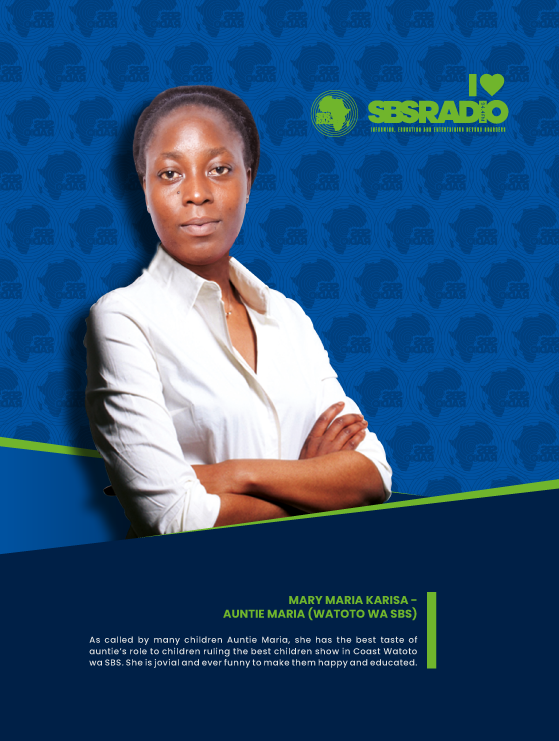 I
SBSRADIO
INFORMING, EDUCATION AND ENTERTAINING BEYOND BOARDERS
MARY MARIA KARISA -
AUNTIE MARIA (WATOTO WA SBS)
As called by many children Auntie Maria, she has the best taste of
auntie's role to children ruling the best children show in Coast Watoto
wa SBS. She is jovial and ever funny to make them happy and educated.